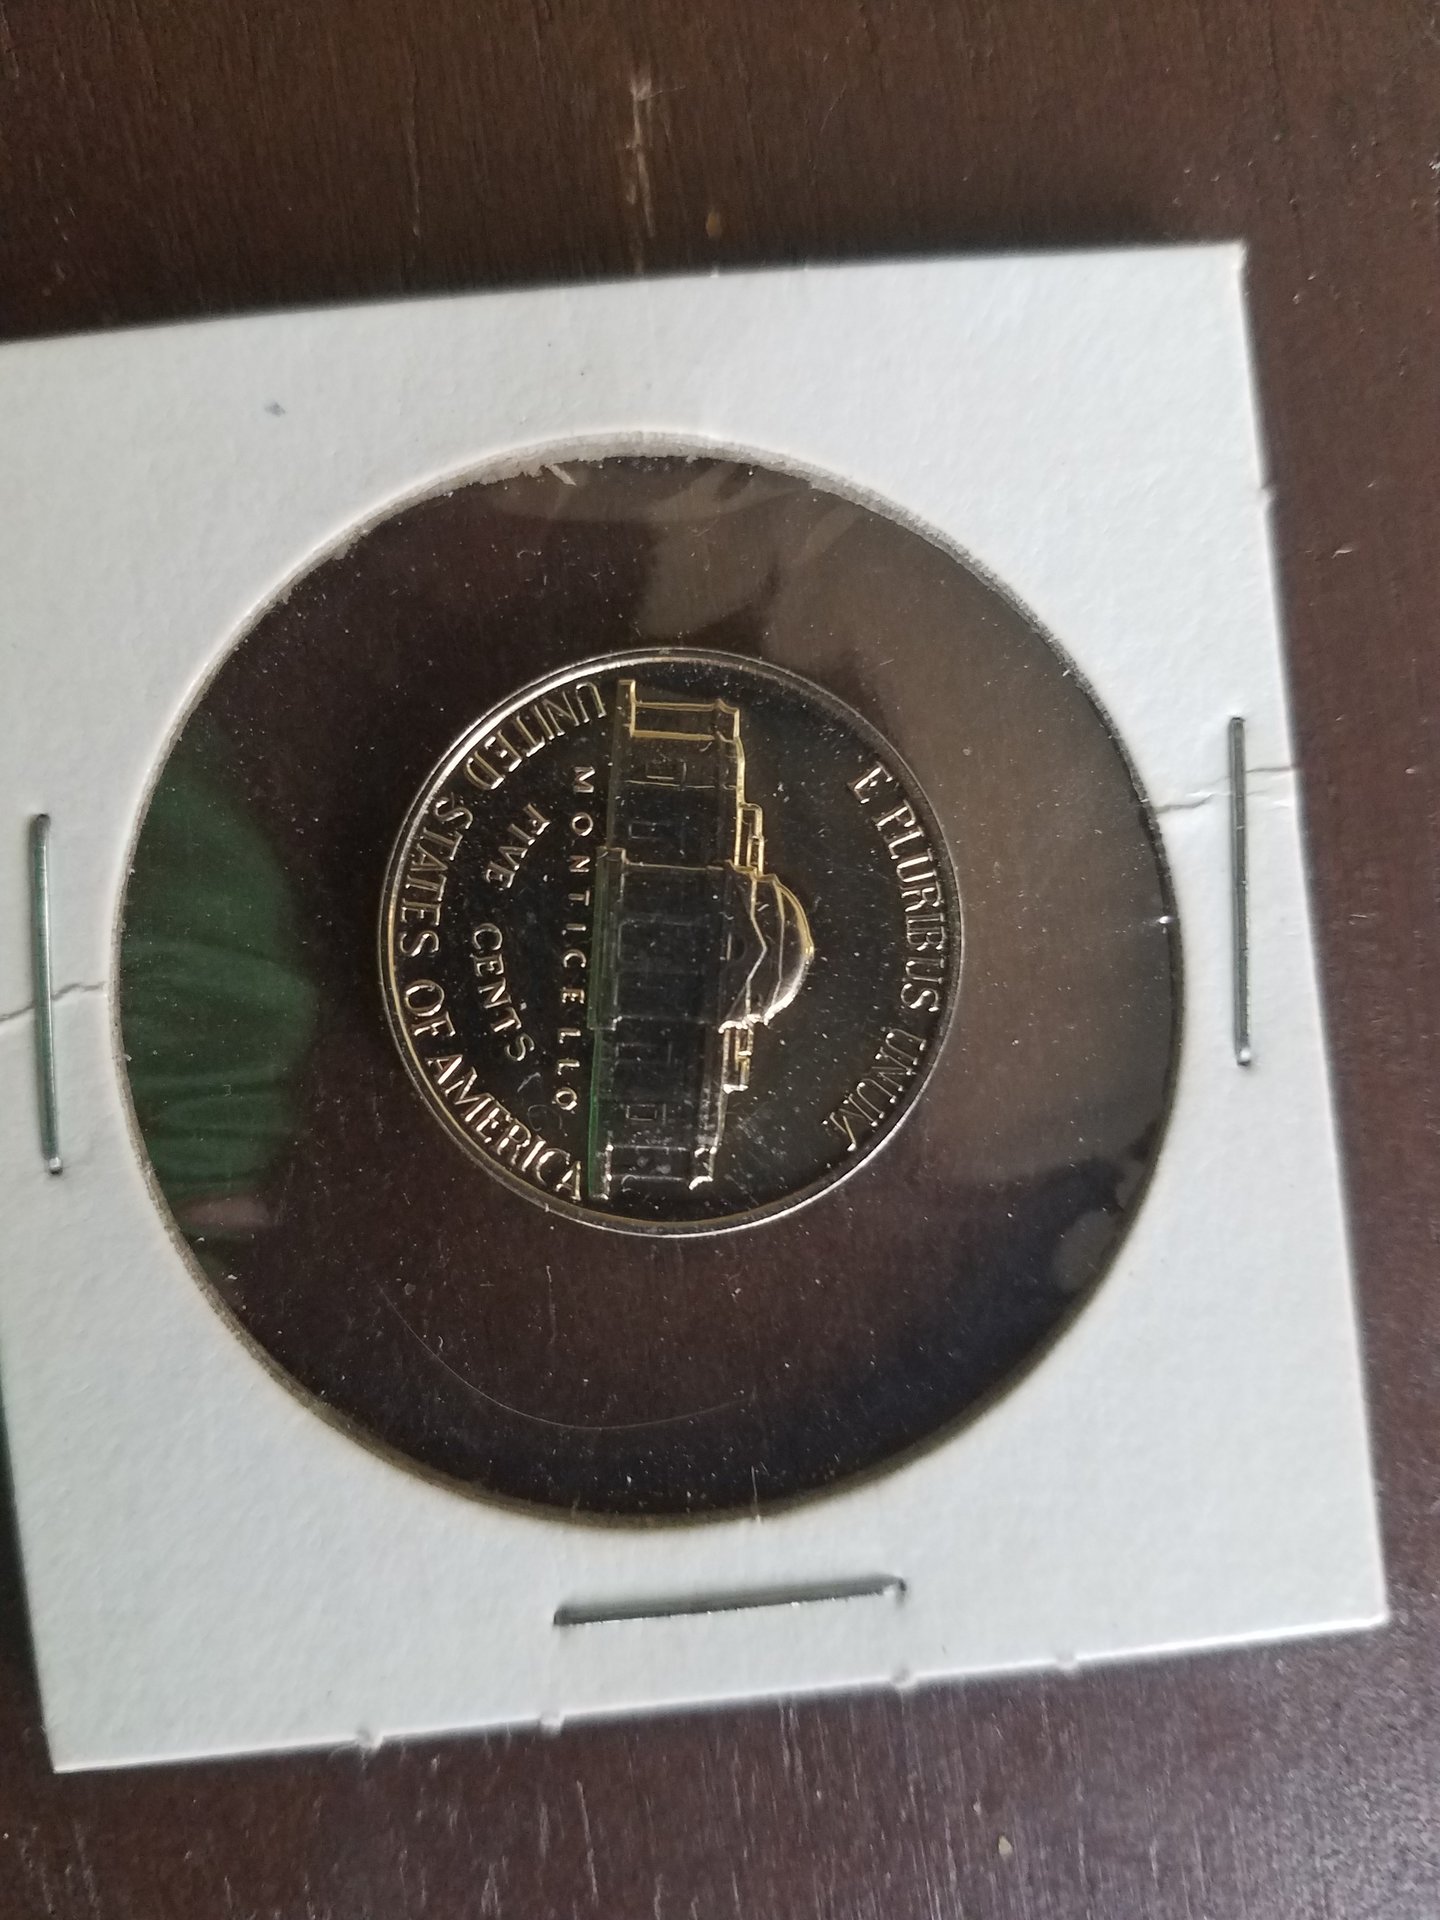 E PLURIBUS UNUM
MONTICELLO
FIVE CENTS
UNITED STATES OF AMERICA